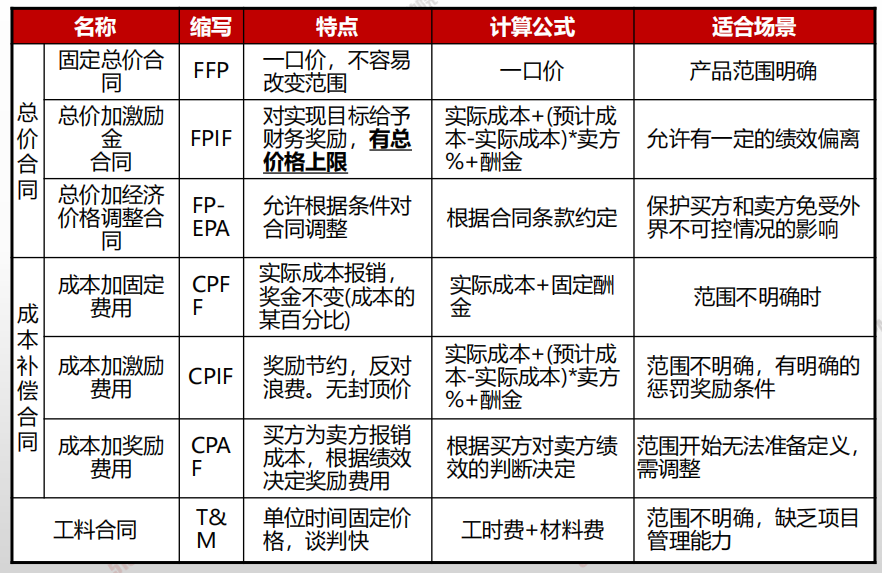 名称 缩写 特点 计算公式 适合场景
总价合同
固定总价合
同
FFP
一口价，不容易
改变范围
一口价
产品范围明确
总价加激励
金
合同
FPIF
对实现目标给予
财务奖励，有总
价格上限
实际成本+(预计成
本-实际成本)*卖方
%+酬金
允许有一定的绩效偏离
总价加经济
价格调整合
同
FP-
EPA
允许根据条件对
合同调整
根据合同条款约定
保护买方和卖方免受外
界不可控情况的影响
成本补偿合同
成本加固定
费用
CPF
F
实际成本报销，
奖金不变(成本的
某百分比)
实际成本+固定酬
金
范围不明确时
成本加激励
费用
CPIF
奖励节约，反对
浪费。无封顶价
实际成本+(预计成
本-实际成本)*卖方
%+酬金
范围不明确，有明确的
惩罚奖励条件
成本加奖励
费用
CPA
F
买方为卖方报销
成本，根据绩效
决定奖励费用
根据买方对卖方绩
效的判断决定
范围开始无法准备定义，
需调整
工料合同
T&
M
单位时间固定价
格，谈判快
工时费+材料费
范围不明确，缺乏项目
管理能力